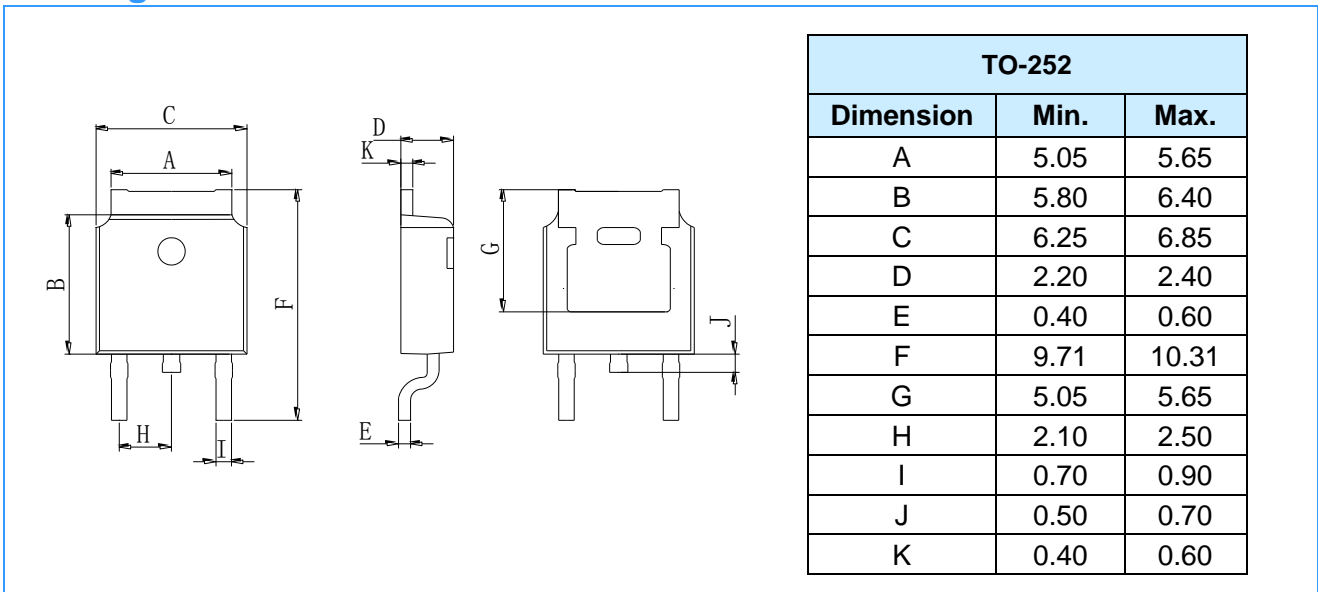 C
A
B
F
H
I
D
K
E
G
J
TO-252
Dimension Min. Max.
A 5.05 5.65
B 5.80 6.40
C 6.25 6.85
D 2.20 2.40
E 0.40 0.60
F 9.71 10.31
G 5.05 5.65
H 2.10 2.50
I 0.70 0.90
J 0.50 0.70
K 0.40 0.60